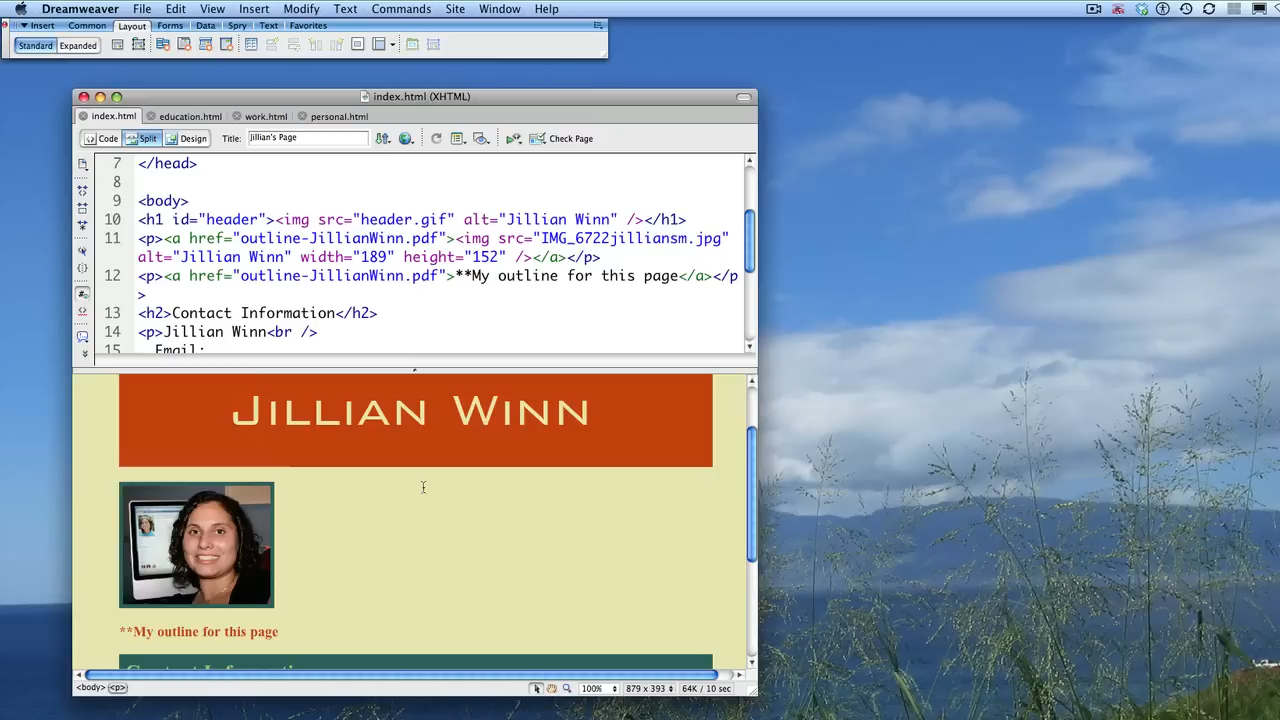 Dreamweaver File Edit View Insert Modify Text Commands Site Window Help
Insert Common Layout Forms Data Spry Text Favorites
Standard Expanded
index.html (XHTML)
index.html education.html work.html personal.html
Code Split Design Title: Jillian's Page Check Page
7 </head>
8
9 <body>
10 <h1 id="header"><img src="header.gif" alt="Jillian Winn" /></h1>
11 <p><a href="outline-JillianWinn.pdf"><img src="IMG_6722jilliansm.jpg"
alt="Jillian Winn" width="189" height="152" /></a></p>
12 <p><a href="outline-JillianWinn.pdf">**My outline for this page</a></p
>
13 <h2>Contact Information</h2>
14 <p>Jillian Winn<br />
15 Email:
Jillian Winn
**My outline for this page
Contact Information
<body> <p> 100% 879 x 393 64K / 10 sec